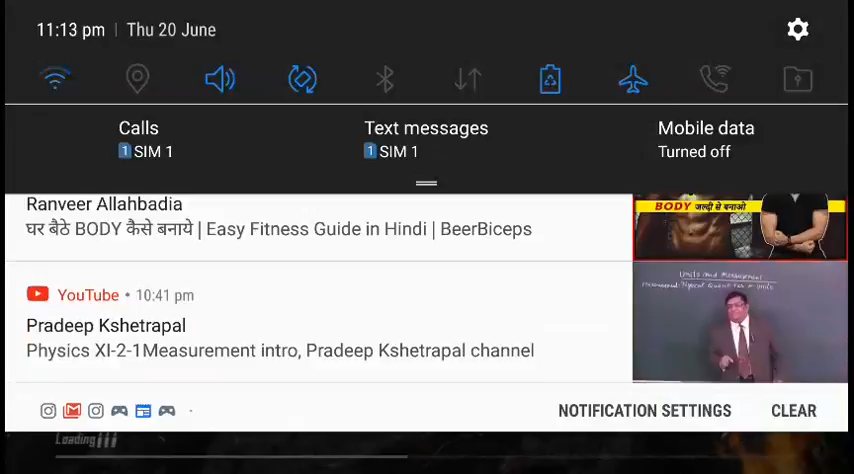 11:13 pm | Thu 20 June
Calls
1 SIM 1
Text messages
1 SIM 1
Mobile data
Turned off
Ranveer Allahbadia
घर बैठे BODY कैसे बनाये | Easy Fitness Guide in Hindi | BeerBiceps
BODY जल्दी से बनाओ
YouTube • 10:41 pm
Pradeep Kshetrapal
Physics XI-2-1Measurement intro, Pradeep Kshetrapal channel
Units and Measurement
NOTIFICATION SETTINGS
CLEAR
Loading